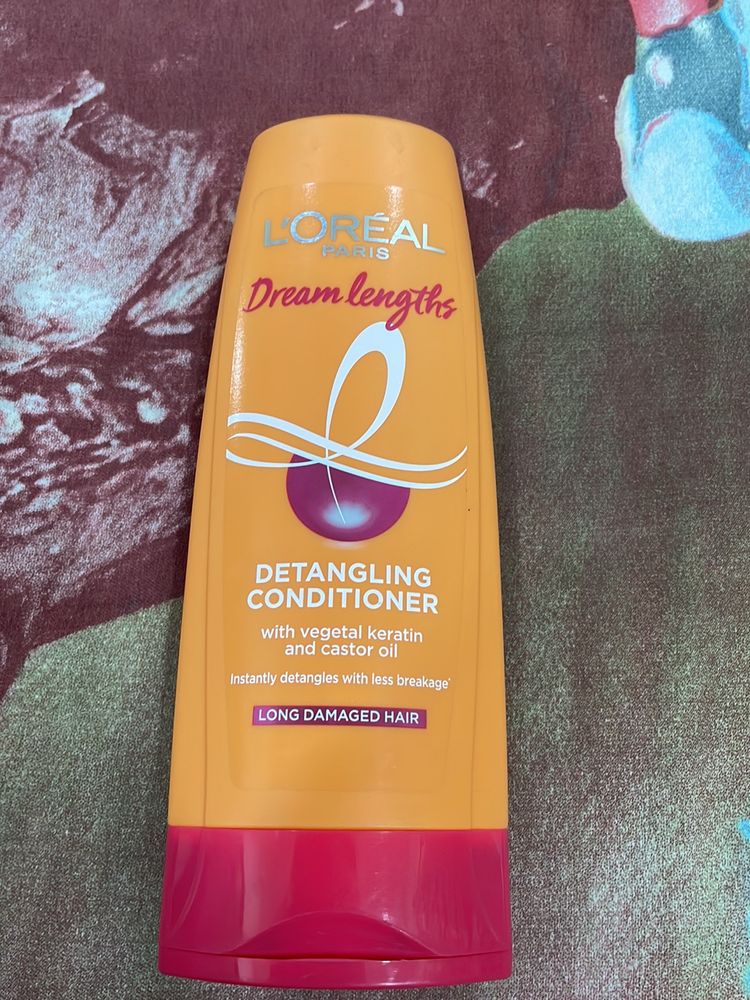 L'ORÉAL
PARIS
Dream lengths
DETANGLING
CONDITIONER
with vegetal keratin
and castor oil
Instantly detangles with less breakage*
LONG DAMAGED HAIR